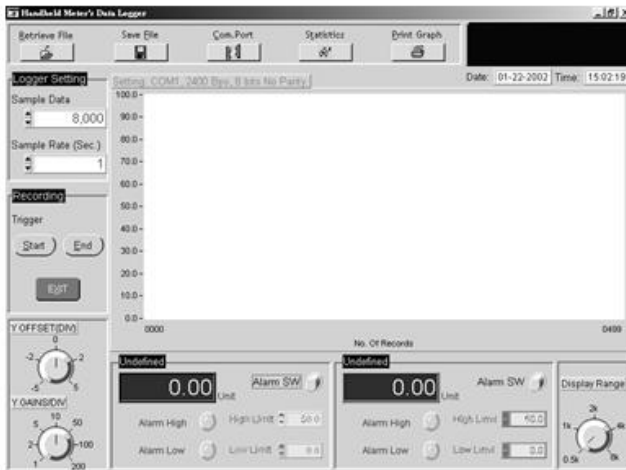 Handheld Meter's Data Logger
Retrieve File
Save File
Com.Port
Statistics
Print Graph
Date: 01-22-2002 Time: 15:02:19
Logger Setting
Setting: COM1, 2400 Bps, 8 bits No Parity
Sample Data
8,000
Sample Rate (Sec.)
1
Recording
Trigger
Start
End
EXIT
100.0
90.0
80.0
70.0
60.0
50.0
40.0
30.0
20.0
10.0
0.0
0000
0499
No. Of Records
Y OFFSET(DIV)
0
-2
2
-5
5
Y GAINS/DIV
5
10
50
2
100
1
200
Undefined
0.00
Unit
Alarm SW
Alarm High
High Limit
50.0
Alarm Low
Low Limit
0.0
Undefined
0.00
Unit
Alarm SW
Alarm High
High Limit
50.0
Alarm Low
Low Limit
0.0
Display Range
2k
1k
4k
0.5k
8k